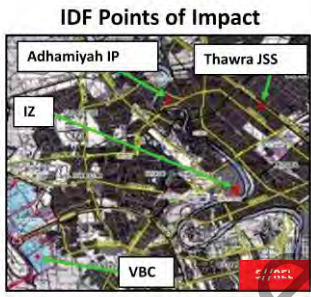 IDF Points of Impact
Adhamiyah IP
Thawra JSS
IZ
VBC